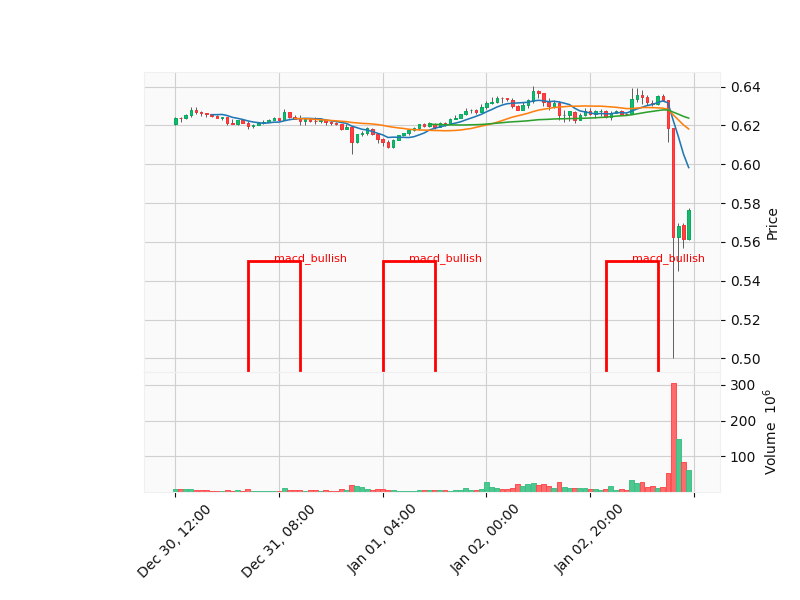 0.64
0.62
0.60
0.58
0.56
0.54
0.52
0.50
Price
macd_bullish
macd_bullish
macd_bullish
300
200
100
Volume 10^6
Dec 30, 12:00
Dec 31, 08:00
Jan 01, 04:00
Jan 02, 00:00
Jan 02, 20:00